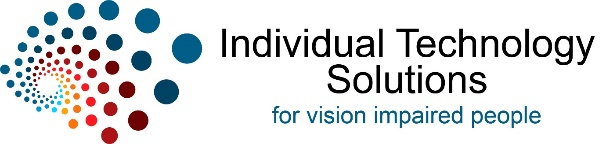 Individual Technology
Solutions
for vision impaired people